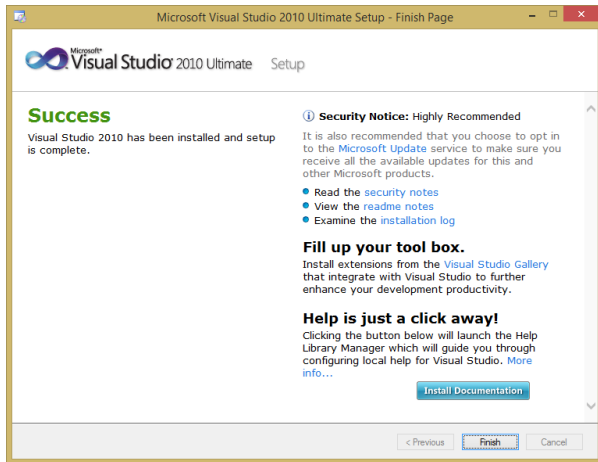 Microsoft Visual Studio 2010 Ultimate Setup - Finish Page
Microsoft®
Visual Studio® 2010 Ultimate Setup
Success
Visual Studio 2010 has been installed and setup
is complete.
Security Notice: Highly Recommended
It is also recommended that you choose to opt in
to the Microsoft Update service to make sure you
receive all the available updates for this and
other Microsoft products.
Read the security notes
View the readme notes
Examine the installation log
Fill up your tool box.
Install extensions from the Visual Studio Gallery
that integrate with Visual Studio to further
enhance your development productivity.
Help is just a click away!
Clicking the button below will launch the Help
Library Manager which will guide you through
configuring local help for Visual Studio. More
info...
Install Documentation
< Previous Finish Cancel